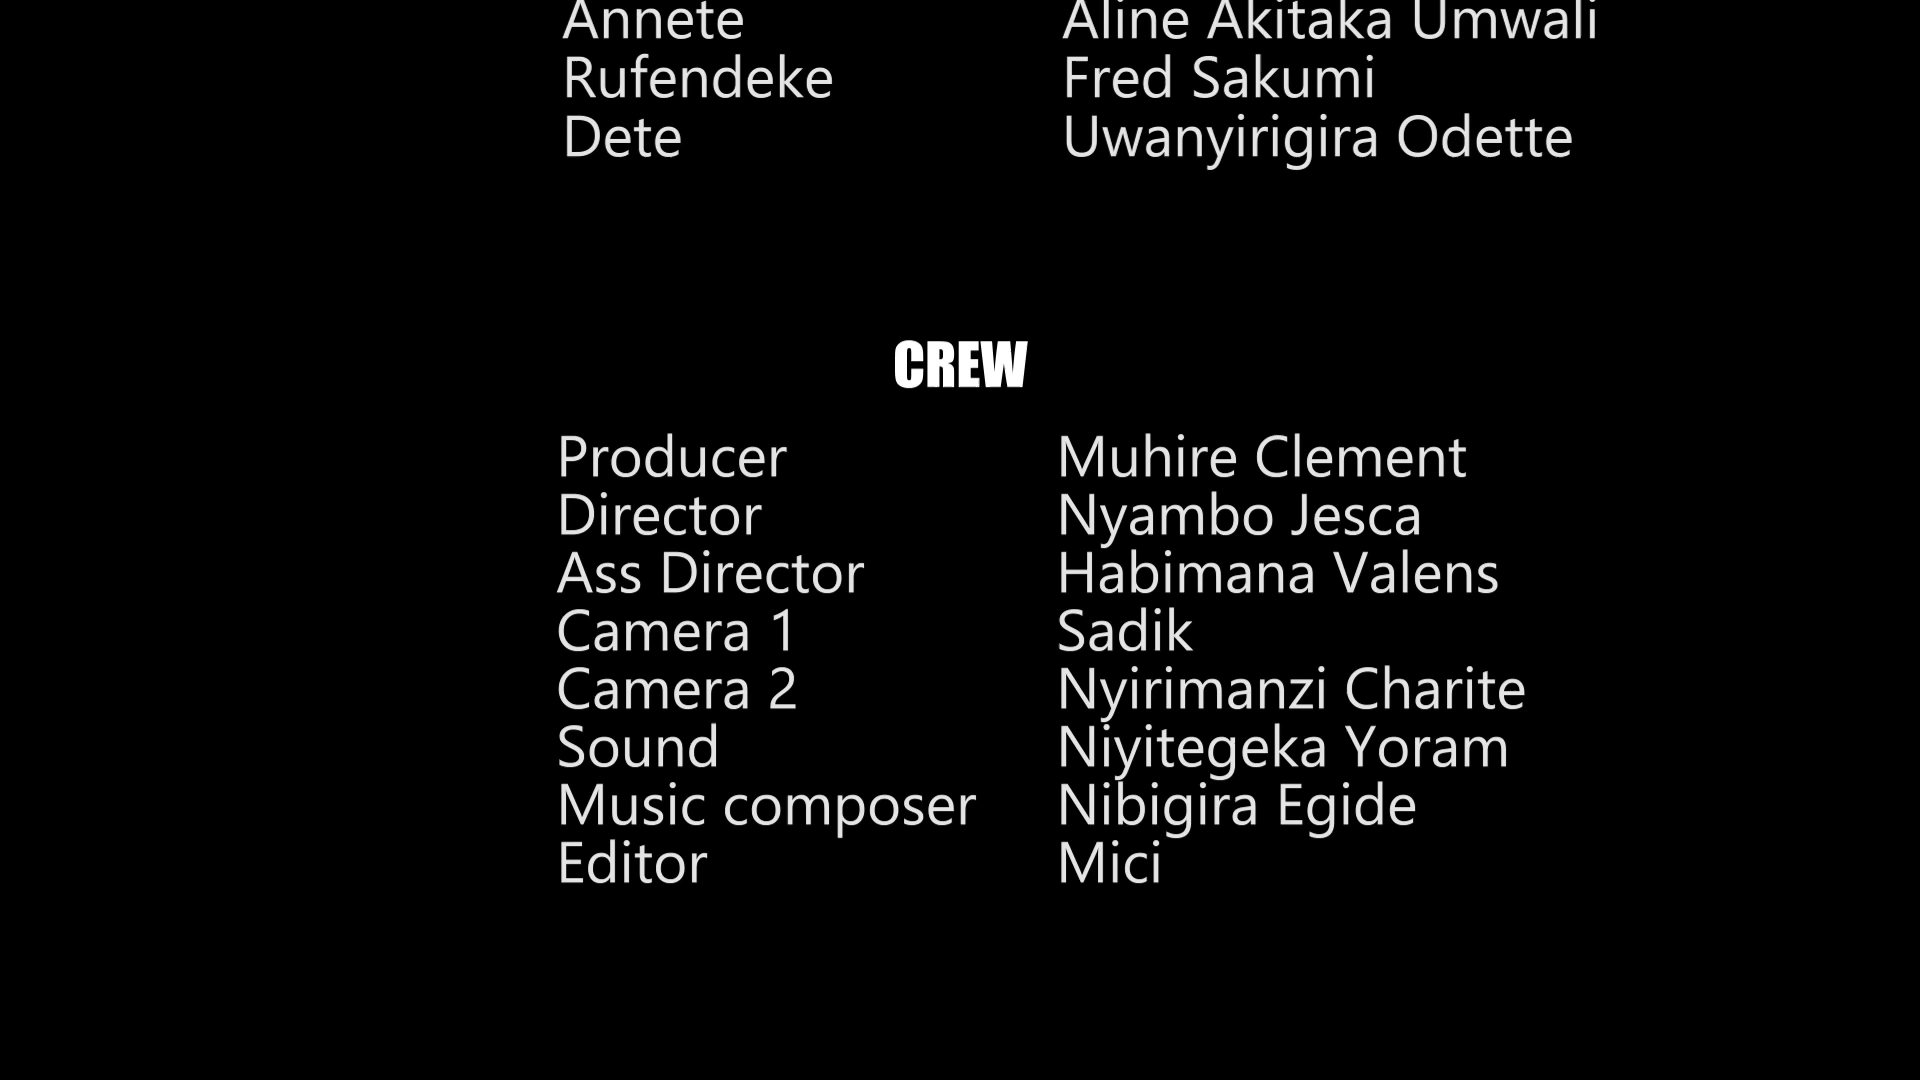 Annete Aline Akitaka Umwali
Rufendeke Fred Sakumi
Dete Uwanyirigira Odette
CREW
Producer Muhire Clement
Director Nyambo Jesca
Ass Director Habimana Valens
Camera 1 Sadik
Camera 2 Nyirimanzi Charite
Sound Niyitegeka Yoram
Music composer Nibigira Egide
Editor Mici